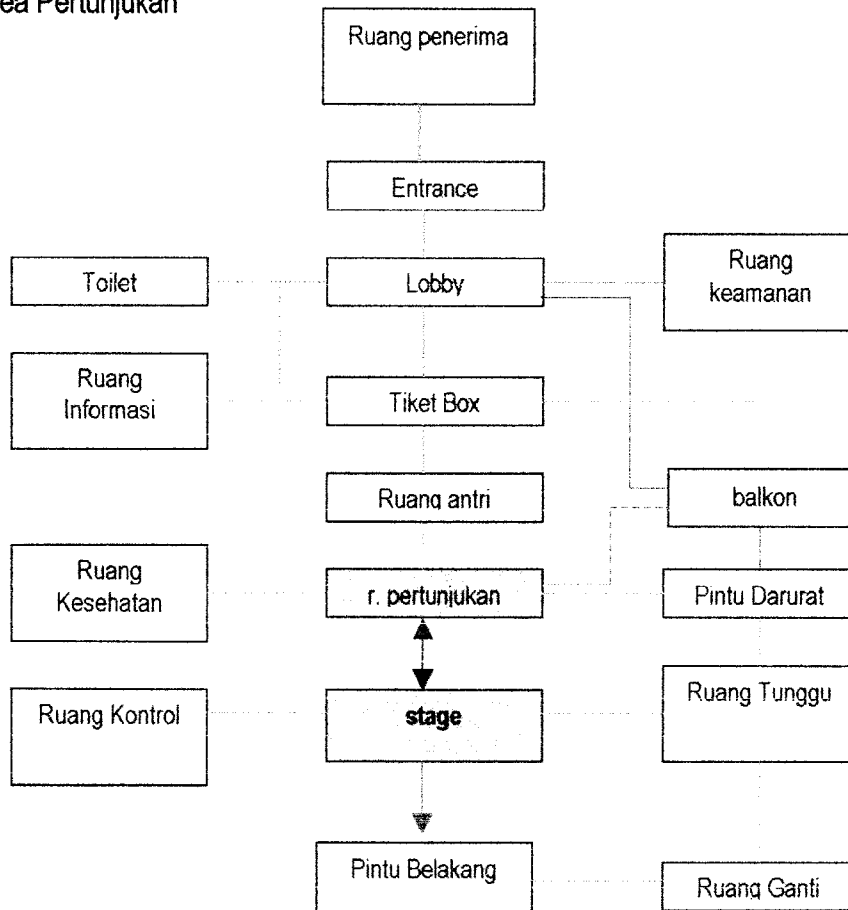 ea Pertunjukan
Ruang penerima
Entrance
Toilet
Lobby
Ruang
keamanan
Ruang
Informasi
Tiket Box
Ruang antri
balkon
Ruang
Kesehatan
r. pertunjukan
Pintu Darurat
Ruang Kontrol
stage
Ruang Tunggu
Pintu Belakang
Ruang Ganti